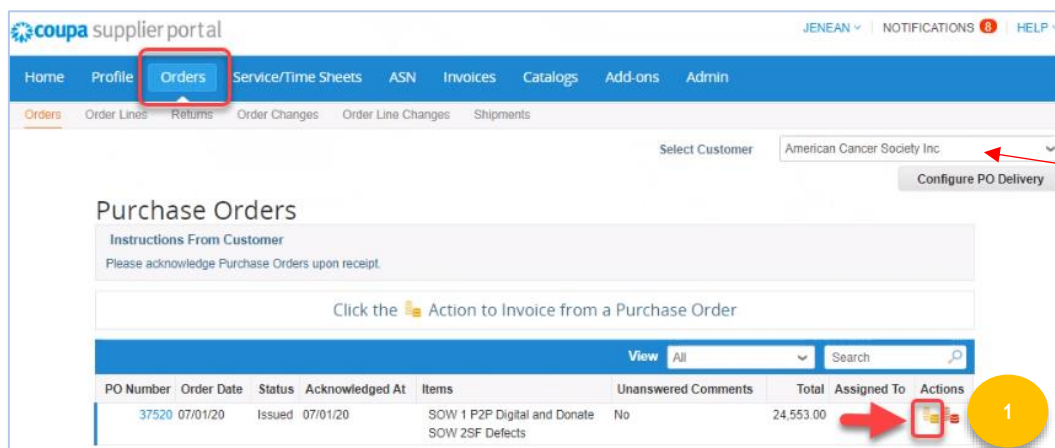 coupa supplier portal JENEAN NOTIFICATIONS 8 HELP
Home Profile Orders Service/Time Sheets ASN Invoices Catalogs Add-ons Admin
Orders Order Lines Returns Order Changes Order Line Changes Shipments
Select Customer American Cancer Society Inc
Configure PO Delivery
Purchase Orders
Instructions From Customer
Please acknowledge Purchase Orders upon receipt.
Click the Action to Invoice from a Purchase Order
View All Search
PO Number Order Date Status Acknowledged At Items Unanswered Comments Total Assigned To Actions
37520 07/01/20 Issued 07/01/20 SOW 1 P2P Digital and Donate No 24,553.00 1
SOW 2SF Defects